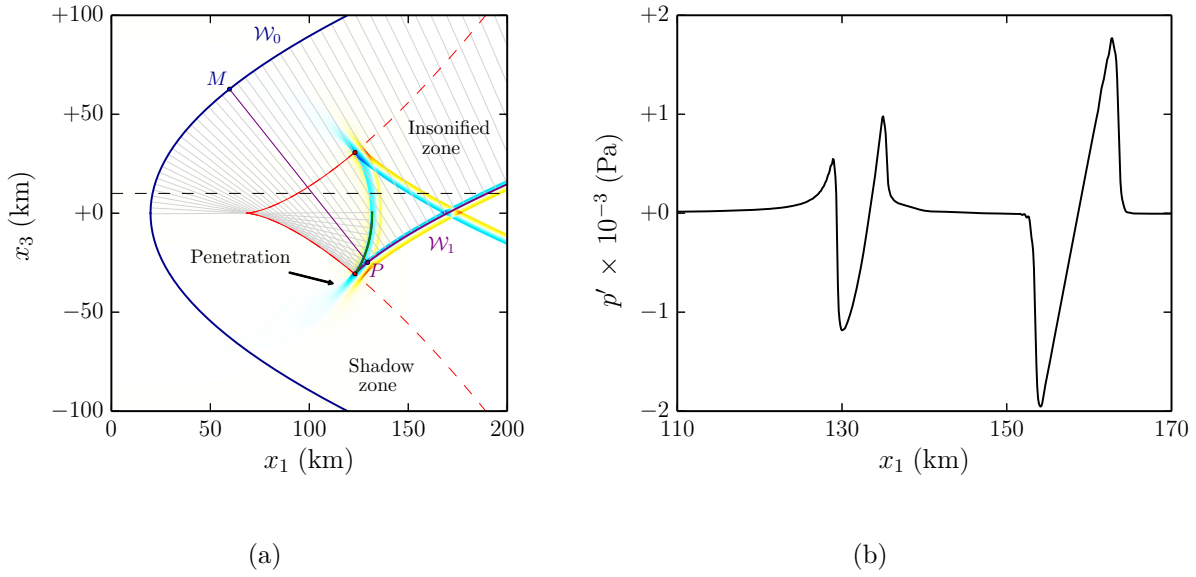 +100
+50
+0
−50
−100
x₃ (km)
0
50
100
150
200
x₁ (km)
𝒲₀
M
Insonified
zone
𝒲₁
Penetration
P
Shadow
zone
(a)
+2
+1
+0
−1
−2
p′ × 10⁻³ (Pa)
110
130
150
170
x₁ (km)
(b)